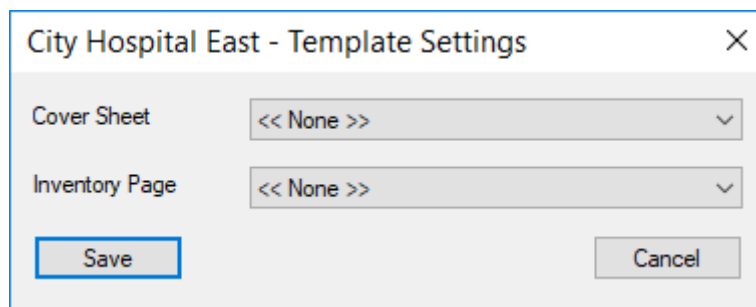 City Hospital East - Template Settings
Cover Sheet << None >>
Inventory Page << None >>
Save Cancel